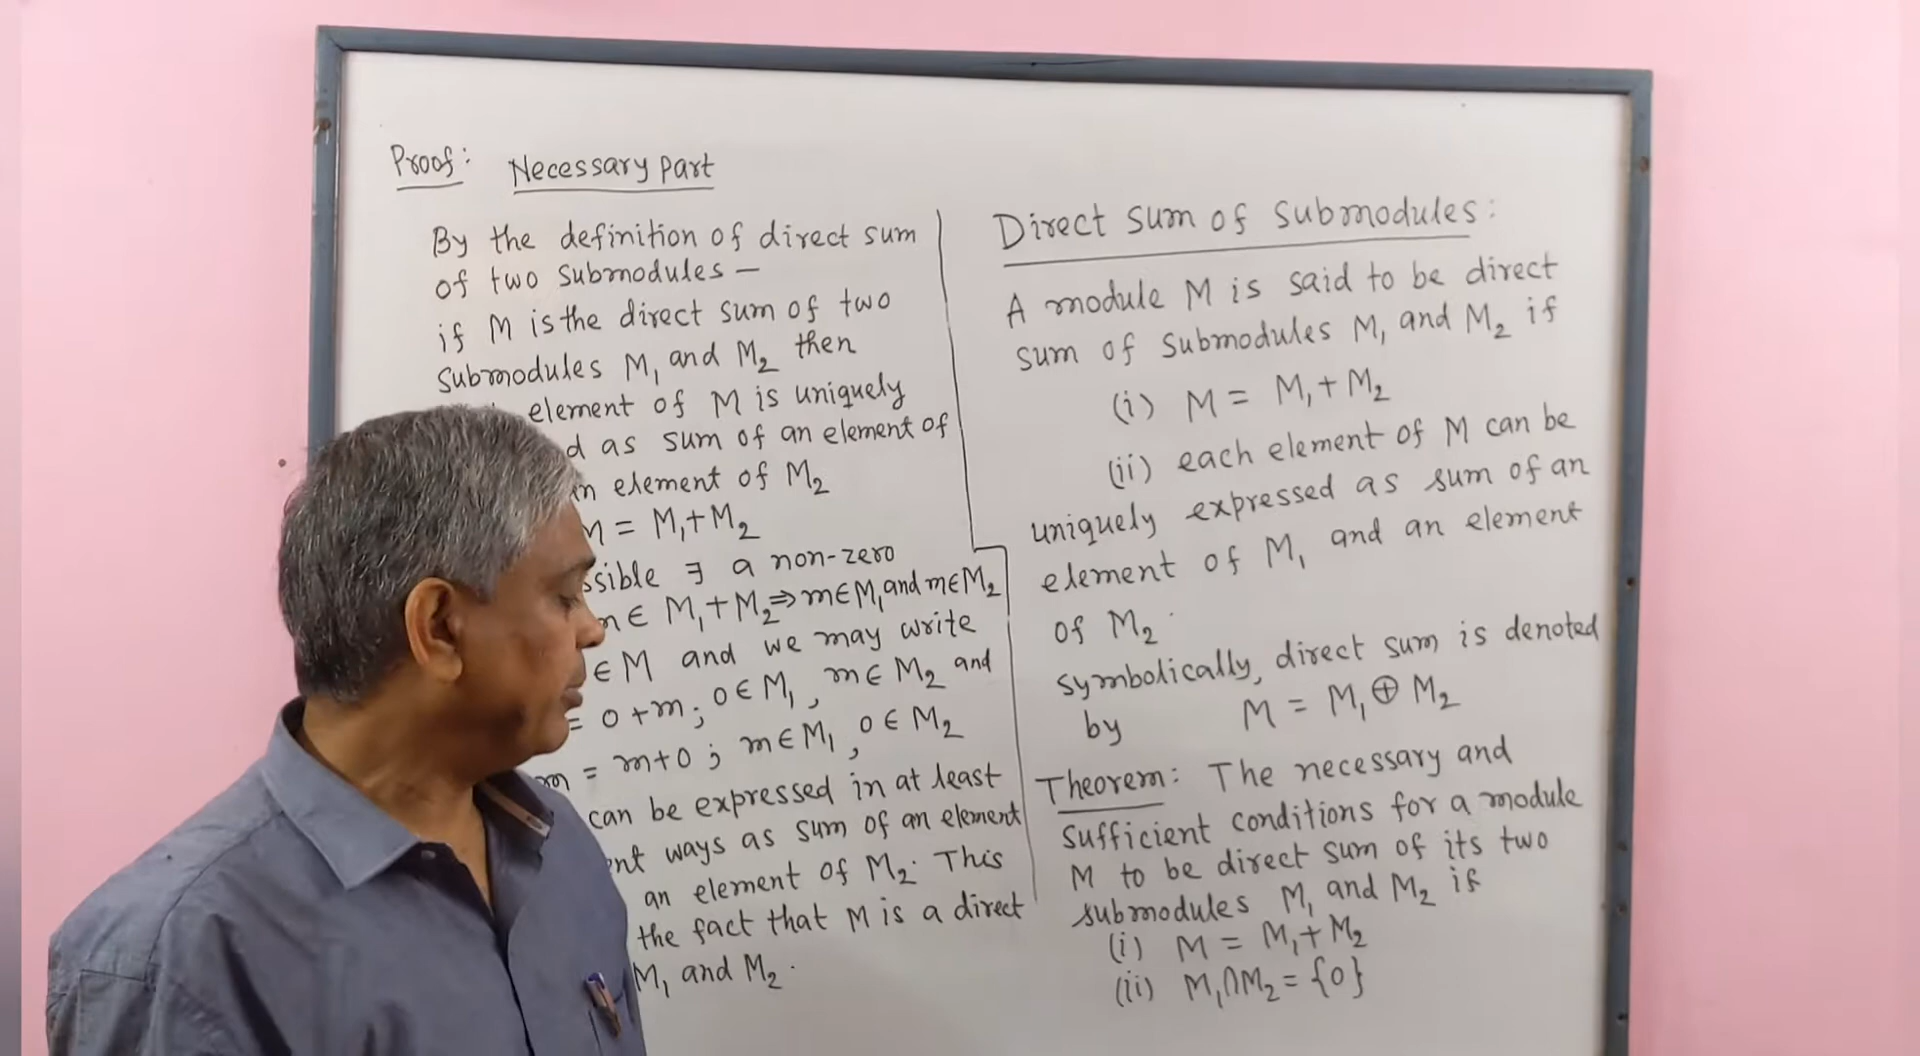 Proof: Necessary part
By the definition of direct sum
of two submodules —
if M is the direct sum of two
submodules M₁ and M₂ then
element of M is uniquely
d as sum of an element of
n element of M₂
M = M₁+M₂
ssible ∃ a non-zero
m ∈ M₁+M₂ ⇒ m∈M₁ and m∈M₂
∈ M and we may write
= 0+m ; 0∈M₁ , m∈M₂ and
m = m+0 ; m∈M₁ , 0∈M₂
can be expressed in at least
ent ways as sum of an element
an element of M₂. This
the fact that M is a direct
M₁ and M₂.
Direct sum of submodules:
A module M is said to be direct
sum of submodules M₁ and M₂ if
(i) M = M₁+M₂
(ii) each element of M can be
uniquely expressed as sum of an
element of M₁ and an element
of M₂.
symbolically, direct sum is denoted
by M = M₁⊕M₂
Theorem: The necessary and
sufficient conditions for a module
M to be direct sum of its two
submodules M₁ and M₂ if
(i) M = M₁+M₂
(ii) M₁∩M₂ = {0}